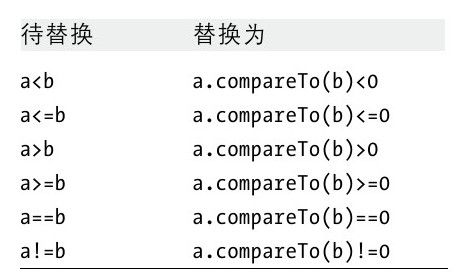 待替换 替换为
a<b a.compareTo(b)<0
a<=b a.compareTo(b)<=0
a>b a.compareTo(b)>0
a>=b a.compareTo(b)>=0
a==b a.compareTo(b)==0
a!=b a.compareTo(b)!=0